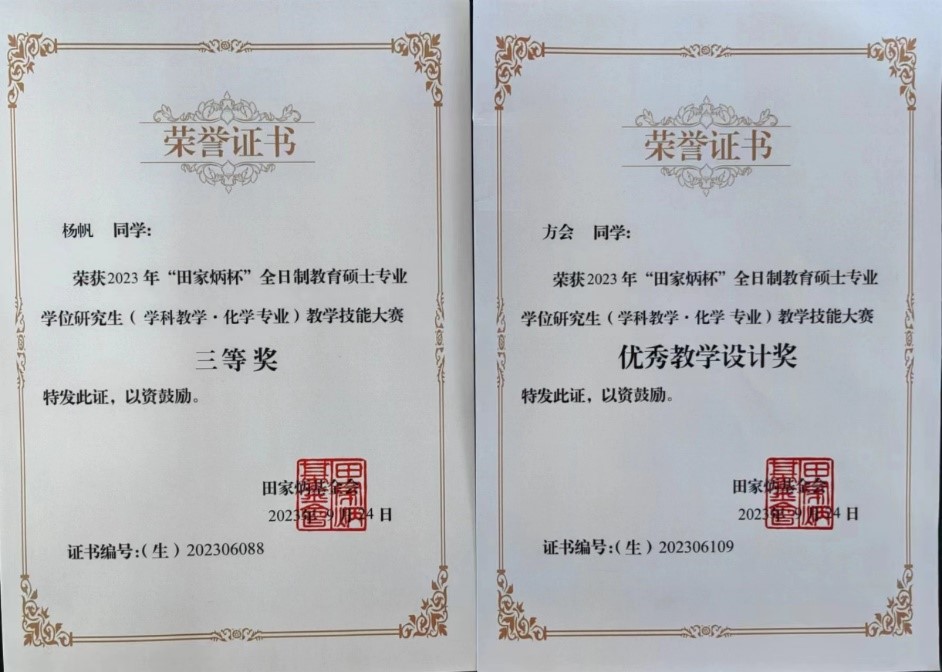 荣誉证书
杨帆 同学:
荣获2023年“田家炳杯”全日制教育硕士专业
学位研究生(学科教学·化学专业)教学技能大赛
三等奖
特发此证，以资鼓励。
田家炳基金会
2023年9月24日
证书编号:(生)202306088
荣誉证书
方会 同学:
荣获2023年“田家炳杯”全日制教育硕士专业
学位研究生(学科教学·化学 专业)教学技能大赛
优秀教学设计奖
特发此证，以资鼓励。
田家炳基金会
2023年9月24日
证书编号:(生)202306109